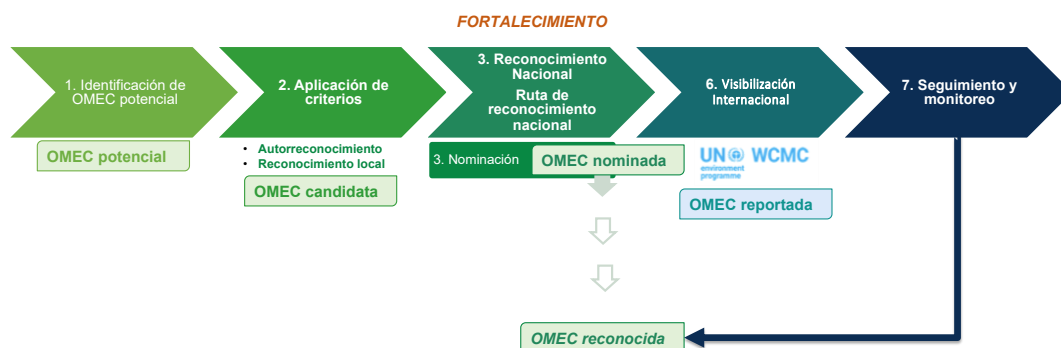 FORTALECIMIENTO
1. Identificación de
OMEC potencial
2. Aplicación de
criterios
3. Reconocimiento
Nacional
Ruta de
reconocimiento
nacional
6. Visibilización
Internacional
7. Seguimiento y
monitoreo
OMEC potencial
• Autorreconocimiento
• Reconocimiento local
OMEC candidata
3. Nominación
OMEC nominada
UN WCMC
environment
programme
OMEC reportada
OMEC reconocida